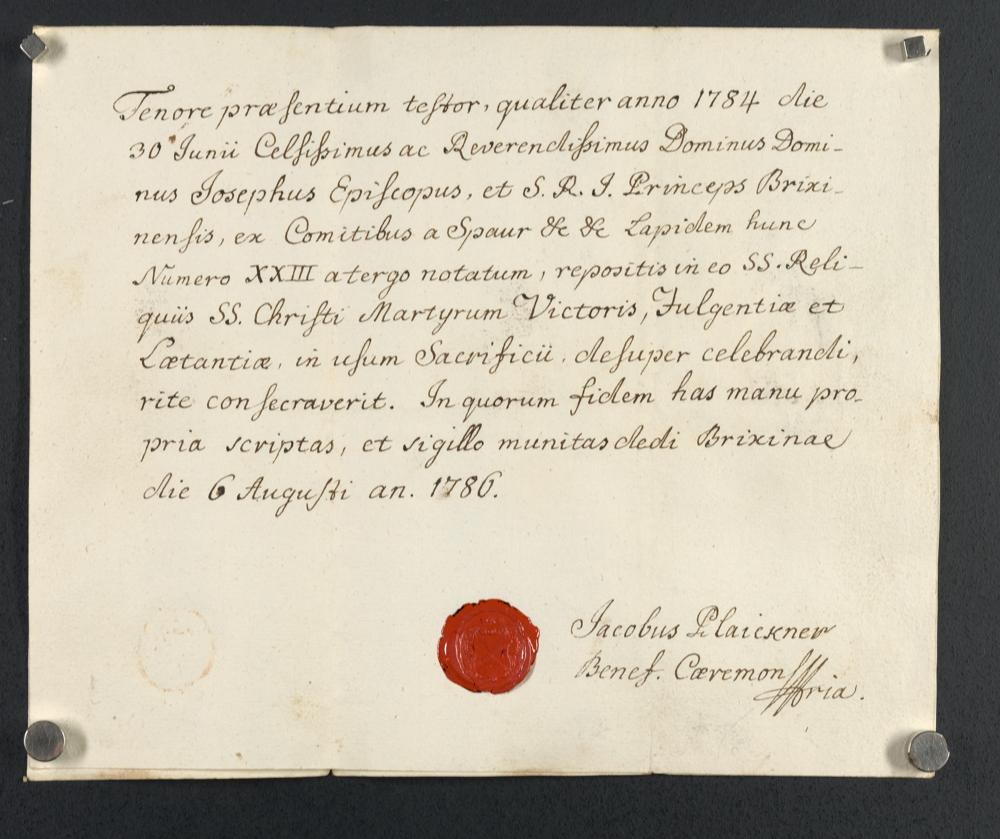 Tenore præsentium testor, qualiter anno 1784 die
30 Junii Celsissimus ac Reverendissimus Dominus Domi-
nus Josephus Episcopus, et S. R. I. Princeps Brixi-
nensis, ex Comitibus a Spaur &c &c Lapidem hunc
Numero XXIII a tergo notatum, repositis in eo SS. Reli-
quiis SS. Christi Martyrum Victoris, Fulgentiæ et
Lætantiæ, in usum Sacrificii, desuper celebrandi,
rite consecraverit. In quorum fidem has manu pro-
pria scriptas, et sigillo munitas dedi Brixinae
die 6 Augusti an. 1786.
Jacobus Plaickner
Benef. Cæremon
pria.